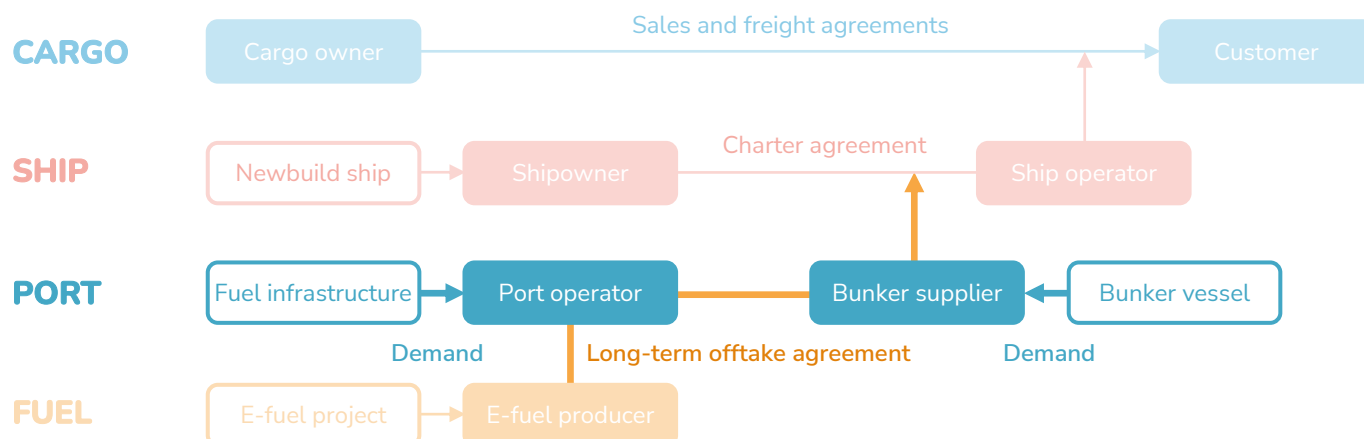 Sales and freight agreements
CARGO
Cargo owner
Customer
Charter agreement
SHIP
Newbuild ship
Shipowner
Ship operator
PORT
Fuel infrastructure
Port operator
Bunker supplier
Bunker vessel
Demand
Long-term offtake agreement
Demand
FUEL
E-fuel project
E-fuel producer